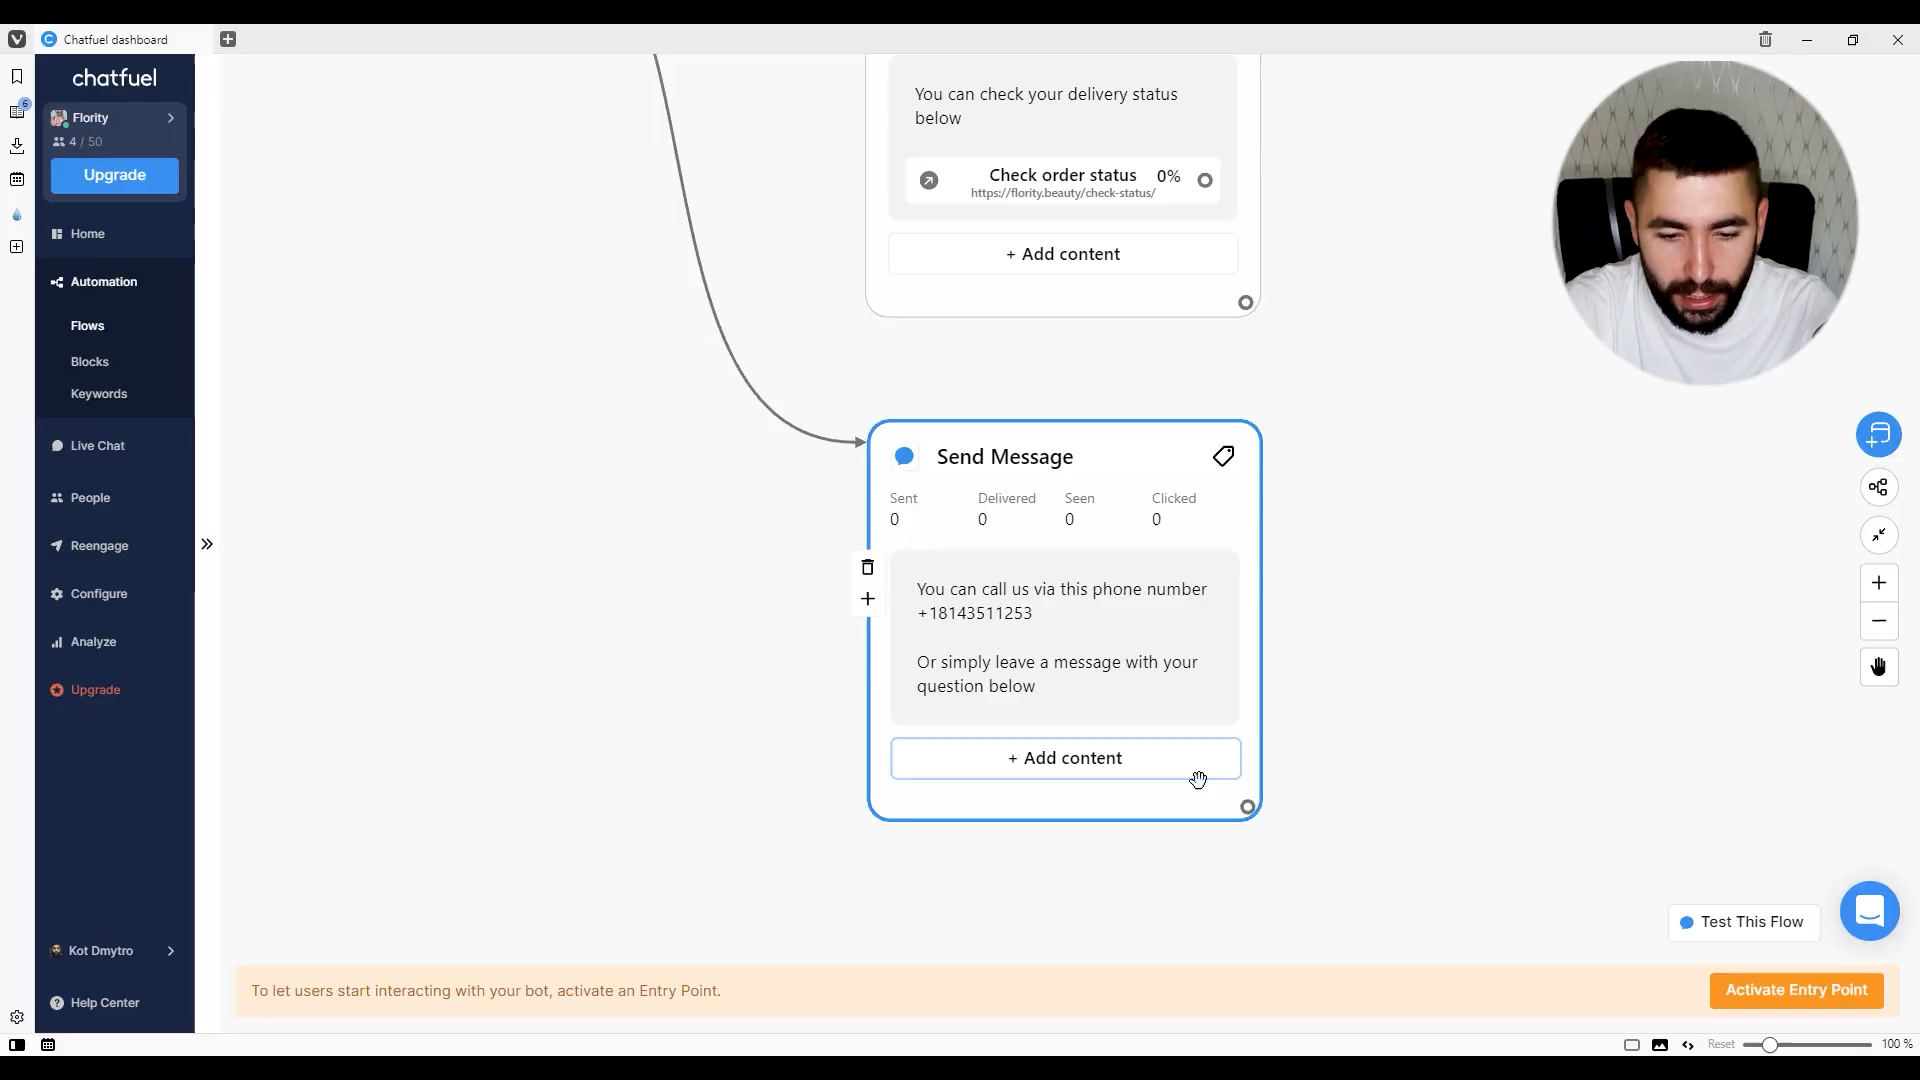 Chatfuel dashboard
6
chatfuel
Flority
4 / 50
Upgrade
Home
Automation
Flows
Blocks
Keywords
Live Chat
People
Reengage
Configure
Analyze
Upgrade
Kot Dmytro
Help Center
You can check your delivery status
below
Check order status 0%
https://flority.beauty/check-status/
+ Add content
Send Message
Sent Delivered Seen Clicked
0 0 0 0
You can call us via this phone number
+18143511253
Or simply leave a message with your
question below
+ Add content
Test This Flow
To let users start interacting with your bot, activate an Entry Point.
Activate Entry Point
Reset 100 %